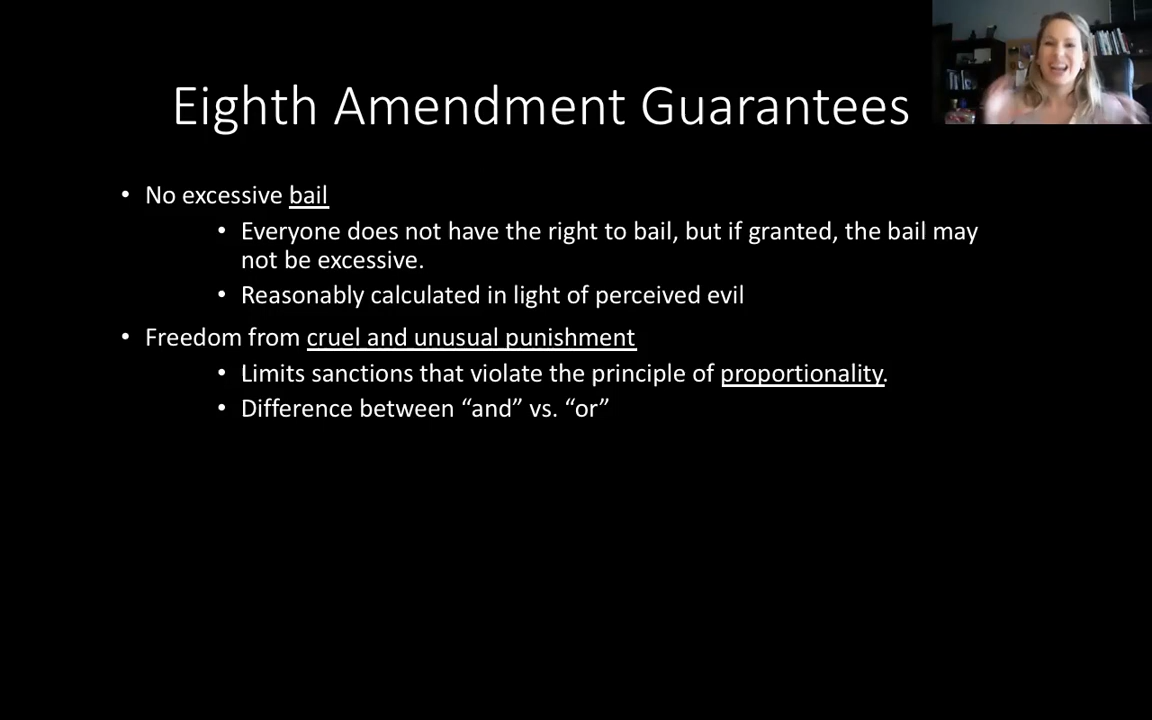 Eighth Amendment Guarantees
• No excessive bail
• Everyone does not have the right to bail, but if granted, the bail may
not be excessive.
• Reasonably calculated in light of perceived evil
• Freedom from cruel and unusual punishment
• Limits sanctions that violate the principle of proportionality.
• Difference between “and” vs. “or”